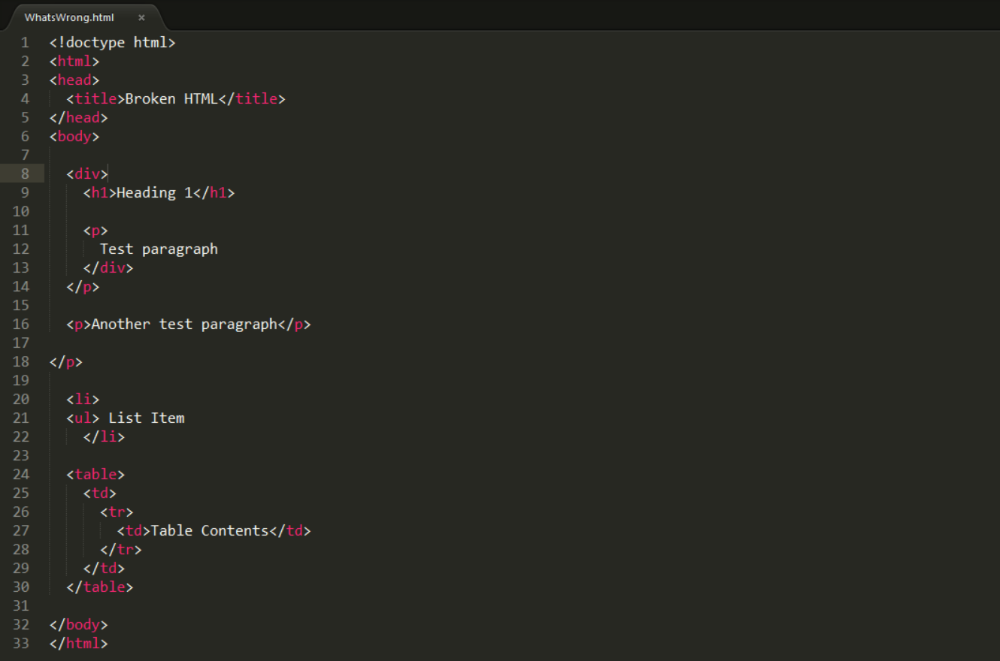 WhatsWrong.html ×
1 <!doctype html>
2 <html>
3 <head>
4   <title>Broken HTML</title>
5 </head>
6 <body>
7
8   <div>
9     <h1>Heading 1</h1>
10
11     <p>
12       Test paragraph
13     </div>
14   </p>
15
16   <p>Another test paragraph</p>
17
18 </p>
19
20   <li>
21   <ul> List Item
22     </li>
23
24   <table>
25     <td>
26       <tr>
27         <td>Table Contents</td>
28       </tr>
29     </td>
30   </table>
31
32 </body>
33 </html>